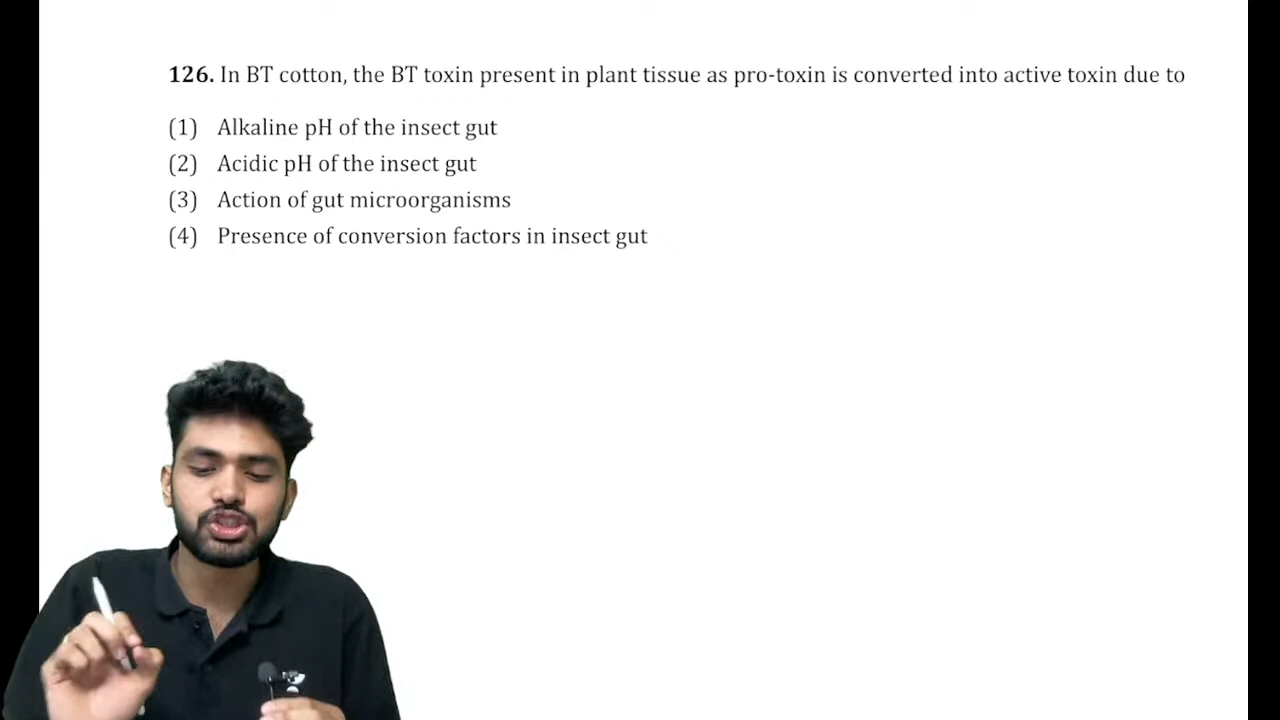 126. In BT cotton, the BT toxin present in plant tissue as pro-toxin is converted into active toxin due to
(1) Alkaline pH of the insect gut
(2) Acidic pH of the insect gut
(3) Action of gut microorganisms
(4) Presence of conversion factors in insect gut